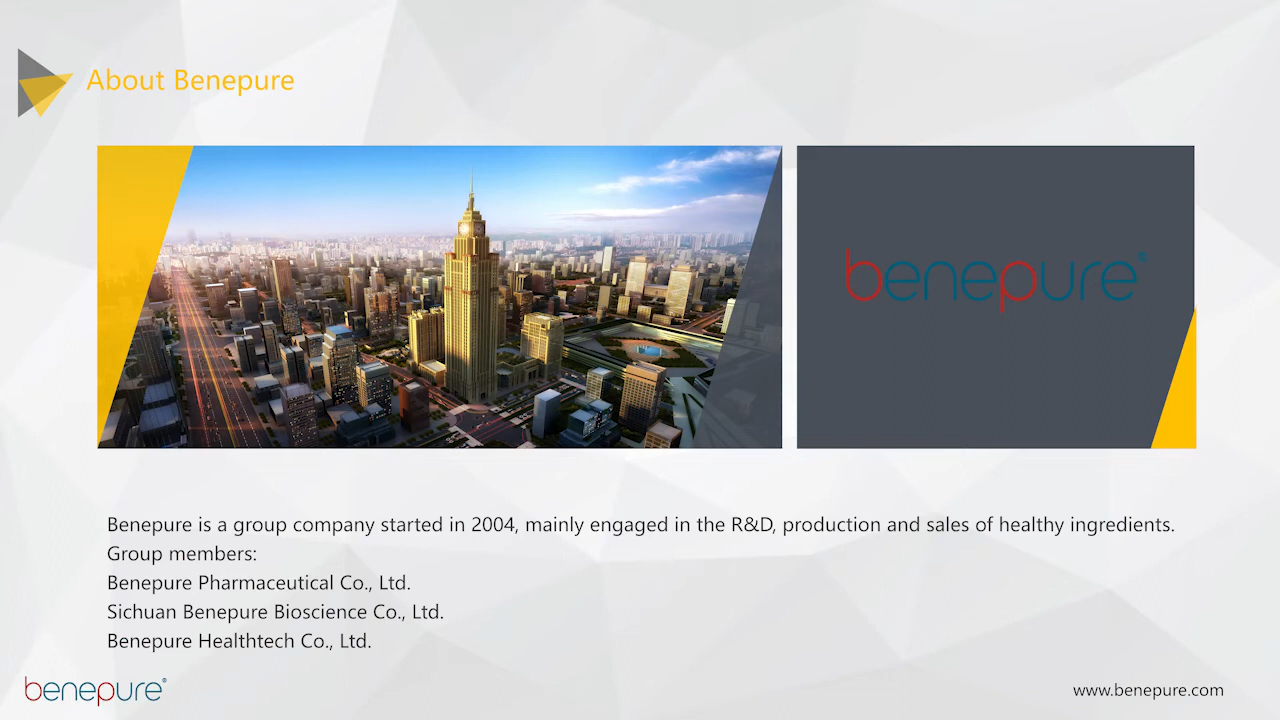 About Benepure
benepure®
Benepure is a group company started in 2004, mainly engaged in the R&D, production and sales of healthy ingredients.
Group members:
Benepure Pharmaceutical Co., Ltd.
Sichuan Benepure Bioscience Co., Ltd.
Benepure Healthtech Co., Ltd.
benepure®
www.benepure.com